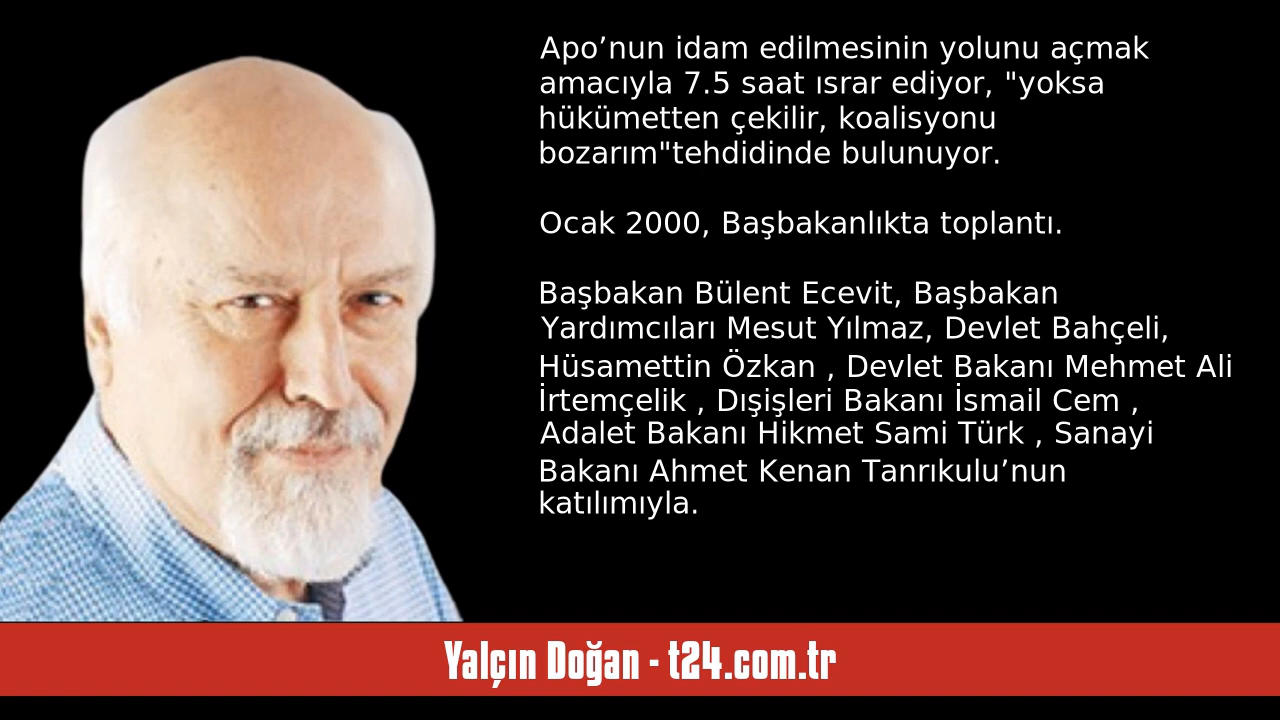 Apo’nun idam edilmesinin yolunu açmak
amacıyla 7.5 saat ısrar ediyor, "yoksa
hükümetten çekilir, koalisyonu
bozarım"tehdidinde bulunuyor.
Ocak 2000, Başbakanlıkta toplantı.
Başbakan Bülent Ecevit, Başbakan
Yardımcıları Mesut Yılmaz, Devlet Bahçeli,
Hüsamettin Özkan , Devlet Bakanı Mehmet Ali
İrtemçelik , Dışişleri Bakanı İsmail Cem ,
Adalet Bakanı Hikmet Sami Türk , Sanayi
Bakanı Ahmet Kenan Tanrıkulu’nun
katılımıyla.
Yalçın Doğan - t24.com.tr